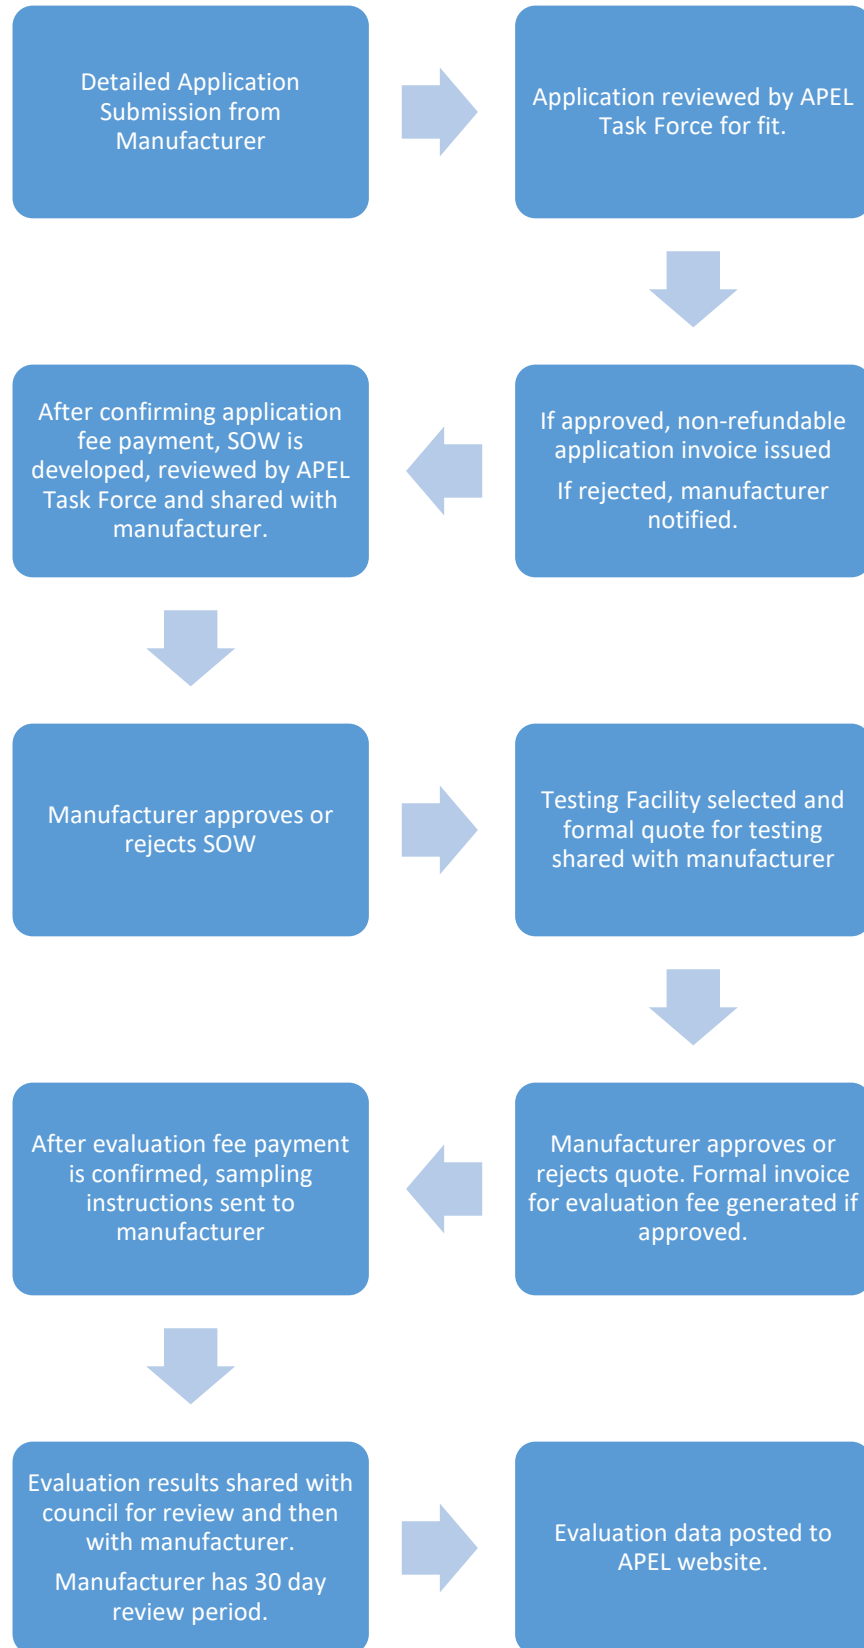 Detailed Application
Submission from
Manufacturer
Application reviewed by APEL
Task Force for fit.
If approved, non-refundable
application invoice issued
If rejected, manufacturer
notified.
After confirming application
fee payment, SOW is
developed, reviewed by APEL
Task Force and shared with
manufacturer.
Manufacturer approves or
rejects SOW
Testing Facility selected and
formal quote for testing
shared with manufacturer
Manufacturer approves or
rejects quote. Formal invoice
for evaluation fee generated if
approved.
After evaluation fee payment
is confirmed, sampling
instructions sent to
manufacturer
Evaluation results shared with
council for review and then
with manufacturer.
Manufacturer has 30 day
review period.
Evaluation data posted to
APEL website.